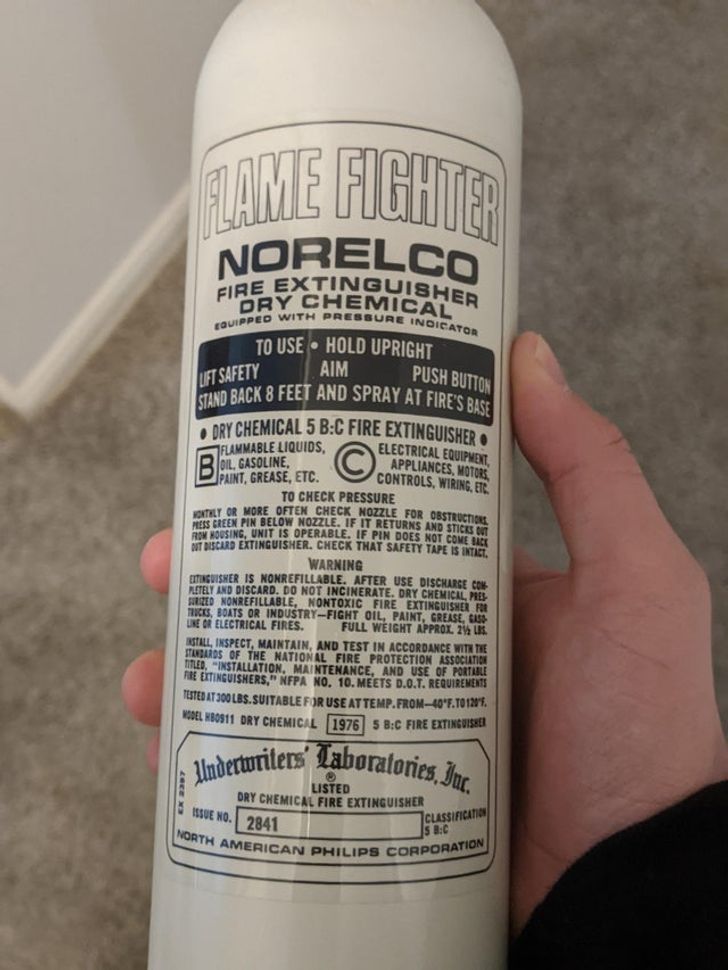 FLAME FIGHTER
NORELCO
FIRE EXTINGUISHER
DRY CHEMICAL
EQUIPPED WITH PRESSURE INDICATOR
TO USE • HOLD UPRIGHT
LIFT SAFETY AIM PUSH BUTTON
STAND BACK 8 FEET AND SPRAY AT FIRE'S BASE
• DRY CHEMICAL 5 B:C FIRE EXTINGUISHER •
B FLAMMABLE LIQUIDS,
OIL, GASOLINE,
PAINT, GREASE, ETC.
C ELECTRICAL EQUIPMENT,
APPLIANCES, MOTORS,
CONTROLS, WIRING, ETC.
TO CHECK PRESSURE
MONTHLY OR MORE OFTEN CHECK NOZZLE FOR OBSTRUCTIONS.
PRESS GREEN PIN BELOW NOZZLE. IF IT RETURNS AND STICKS OUT
FROM HOUSING, UNIT IS OPERABLE. IF PIN DOES NOT COME BACK
OUT DISCARD EXTINGUISHER. CHECK THAT SAFETY TAPE IS INTACT.
WARNING
EXTINGUISHER IS NONREFILLABLE. AFTER USE DISCHARGE COM-
PLETELY AND DISCARD. DO NOT INCINERATE. DRY CHEMICAL, PRES-
SURIZED NONREFILLABLE, NONTOXIC FIRE EXTINGUISHER FOR
TRUCKS, BOATS OR INDUSTRY—FIGHT OIL, PAINT, GREASE, GASO-
LINE OR ELECTRICAL FIRES. FULL WEIGHT APPROX. 2½ LBS.
INSTALL, INSPECT, MAINTAIN, AND TEST IN ACCORDANCE WITH THE
STANDARDS OF THE NATIONAL FIRE PROTECTION ASSOCIATION
TITLED, "INSTALLATION, MAINTENANCE, AND USE OF PORTABLE
FIRE EXTINGUISHERS," NFPA NO. 10. MEETS D.O.T. REQUIREMENTS
TESTED AT 300 LBS. SUITABLE FOR USE AT TEMP. FROM—40°F. TO 120°F.
MODEL HB0911 DRY CHEMICAL 1976 5 B:C FIRE EXTINGUISHER
Underwriters' Laboratories, Inc.
®
LISTED
DRY CHEMICAL FIRE EXTINGUISHER
ISSUE NO. 2841 CLASSIFICATION
5 B:C
NORTH AMERICAN PHILIPS CORPORATION
EX 2397